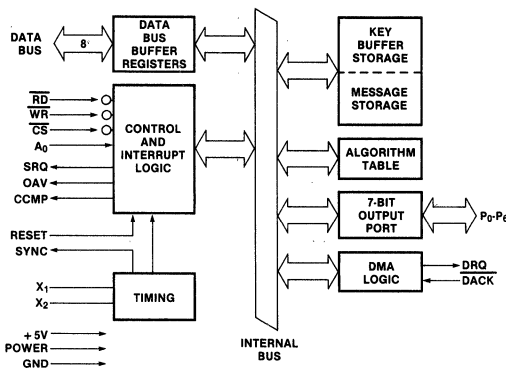 DATA
BUS
8
DATA
BUS
BUFFER
REGISTERS
RD
WR
CS
A0
SRQ
OAV
CCMP
RESET
SYNC
CONTROL
AND
INTERRUPT
LOGIC
X1
X2
TIMING
+5V
POWER
GND
INTERNAL
BUS
KEY
BUFFER
STORAGE
MESSAGE
STORAGE
ALGORITHM
TABLE
7-BIT
OUTPUT
PORT
P0-P6
DMA
LOGIC
DRQ
DACK